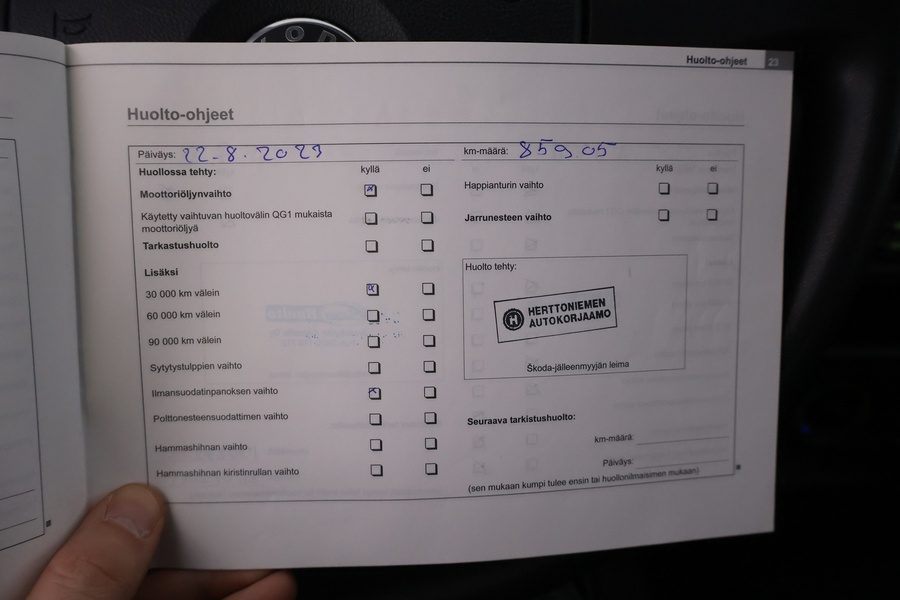 Huolto-ohjeet 23
Huolto-ohjeet
Päiväys: 22-8.2023
km-määrä: 85905
Huollossa tehty: kyllä ei
Moottoriöljynvaihto
Käytetty vaihtuvan huoltovälin QG1 mukaista
moottoriöljyä
Tarkastushuolto
Lisäksi
30 000 km välein
60 000 km välein
90 000 km välein
Sytytystulppien vaihto
Ilmansuodatinpanoksen vaihto
Polttonesteensuodattimen vaihto
Hammashihnan vaihto
Hammashihnan kiristinrullan vaihto
kyllä ei
Happianturin vaihto
Jarrunesteen vaihto
Huolto tehty:
H HERTTONIEMEN
AUTOKORJAAMO
Škoda-jälleenmyyjän leima
Seuraava tarkistushuolto:
km-määrä:
Päiväys:
(sen mukaan kumpi tulee ensin tai huollonilmaisimen mukaan)